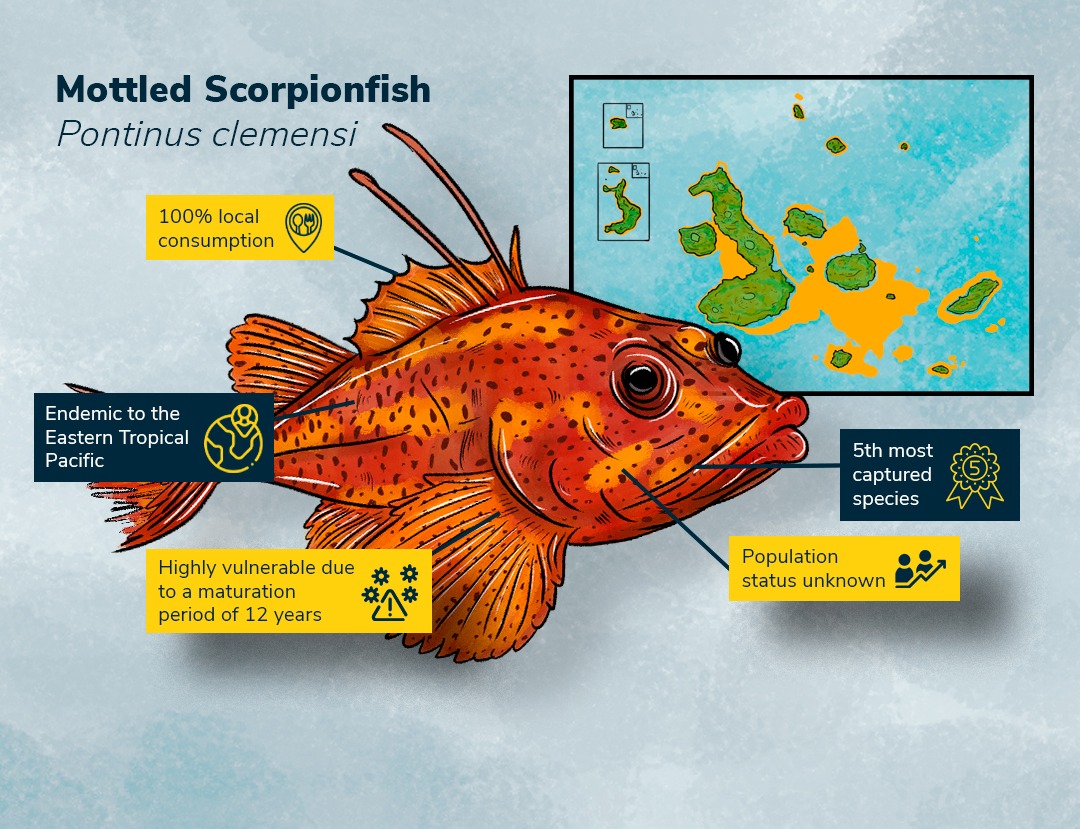 Mottled Scorpionfish
Pontinus clemensi
100% local
consumption
Endemic to the
Eastern Tropical
Pacific
5th most
captured
species
5
Highly vulnerable due
to a maturation
period of 12 years
Population
status unknown